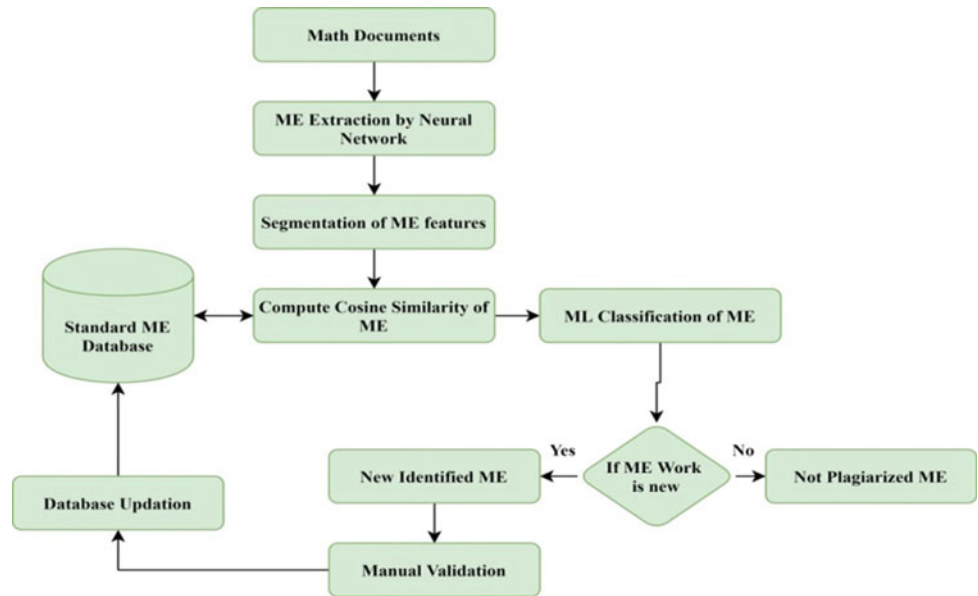 Math Documents
ME Extraction by Neural
Network
Segmentation of ME features
Standard ME
Database
Compute Cosine Similarity of
ME
ML Classification of ME
If ME Work
is new
Yes
No
New Identified ME
Not Plagiarized ME
Database Updation
Manual Validation